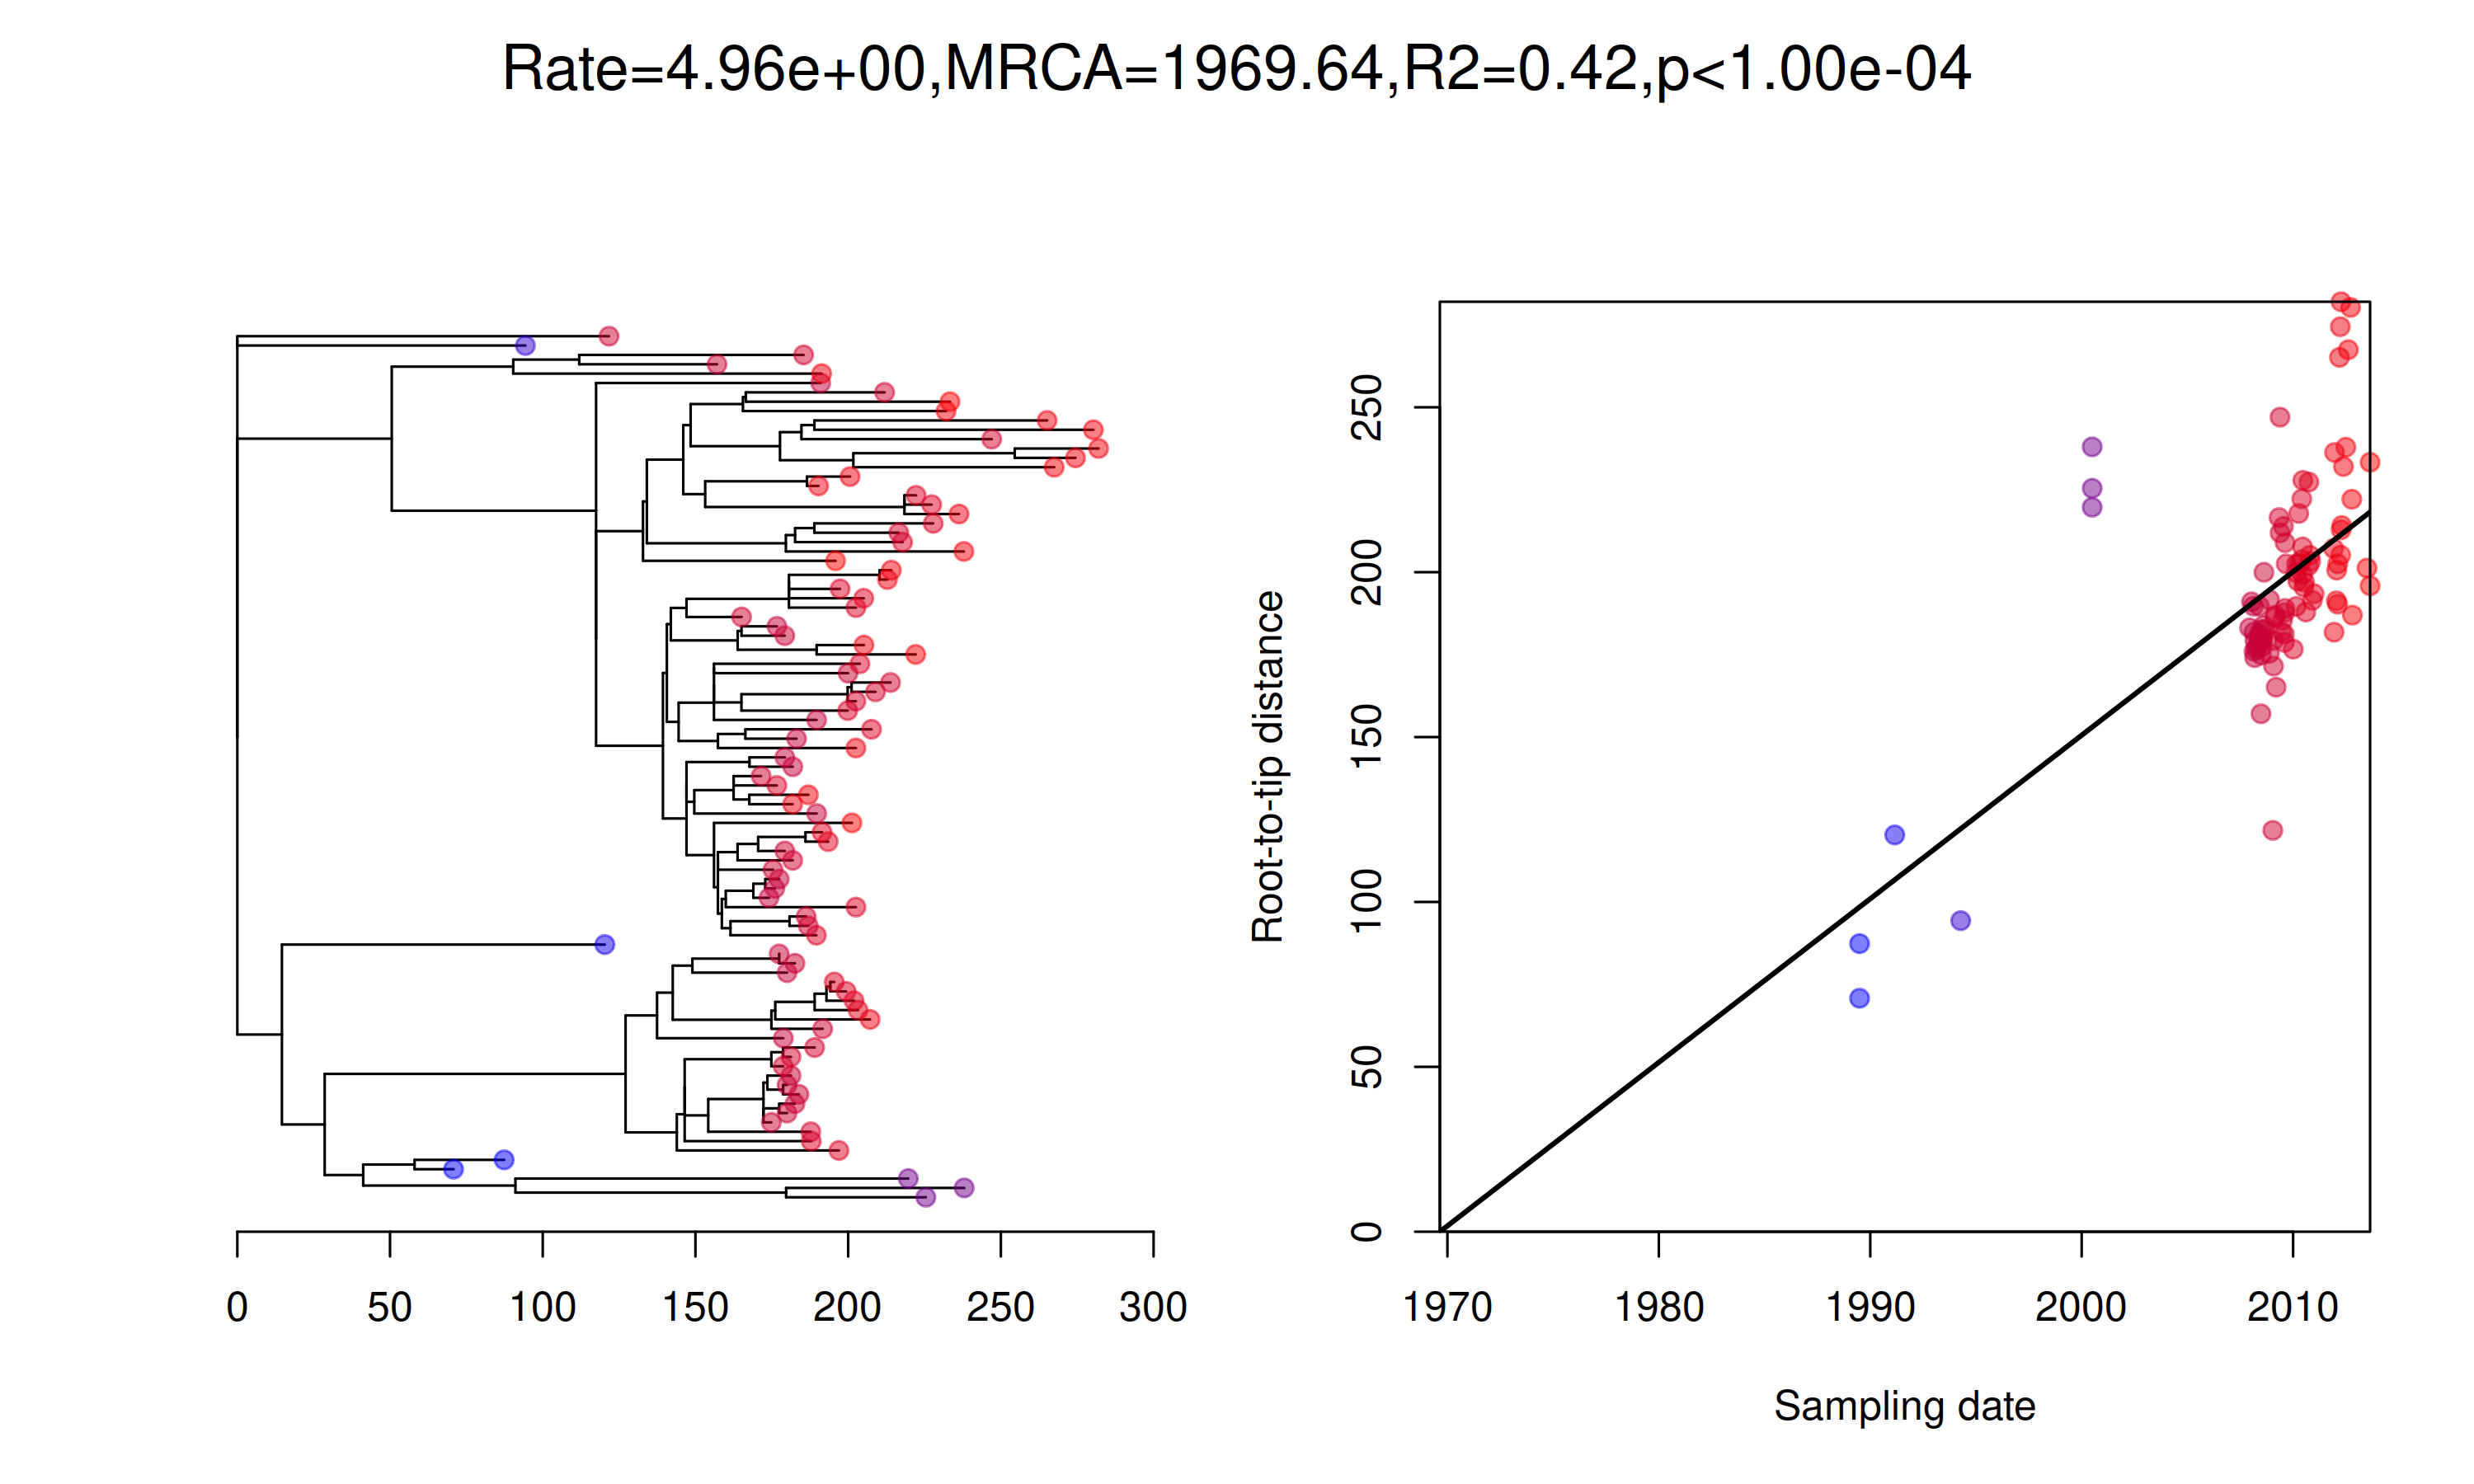 Rate=4.96e+00,MRCA=1969.64,R2=0.42,p<1.00e-04
0 50 100 150 200 250 300
Root-to-tip distance
0 50 100 150 200 250
1970 1980 1990 2000 2010
Sampling date